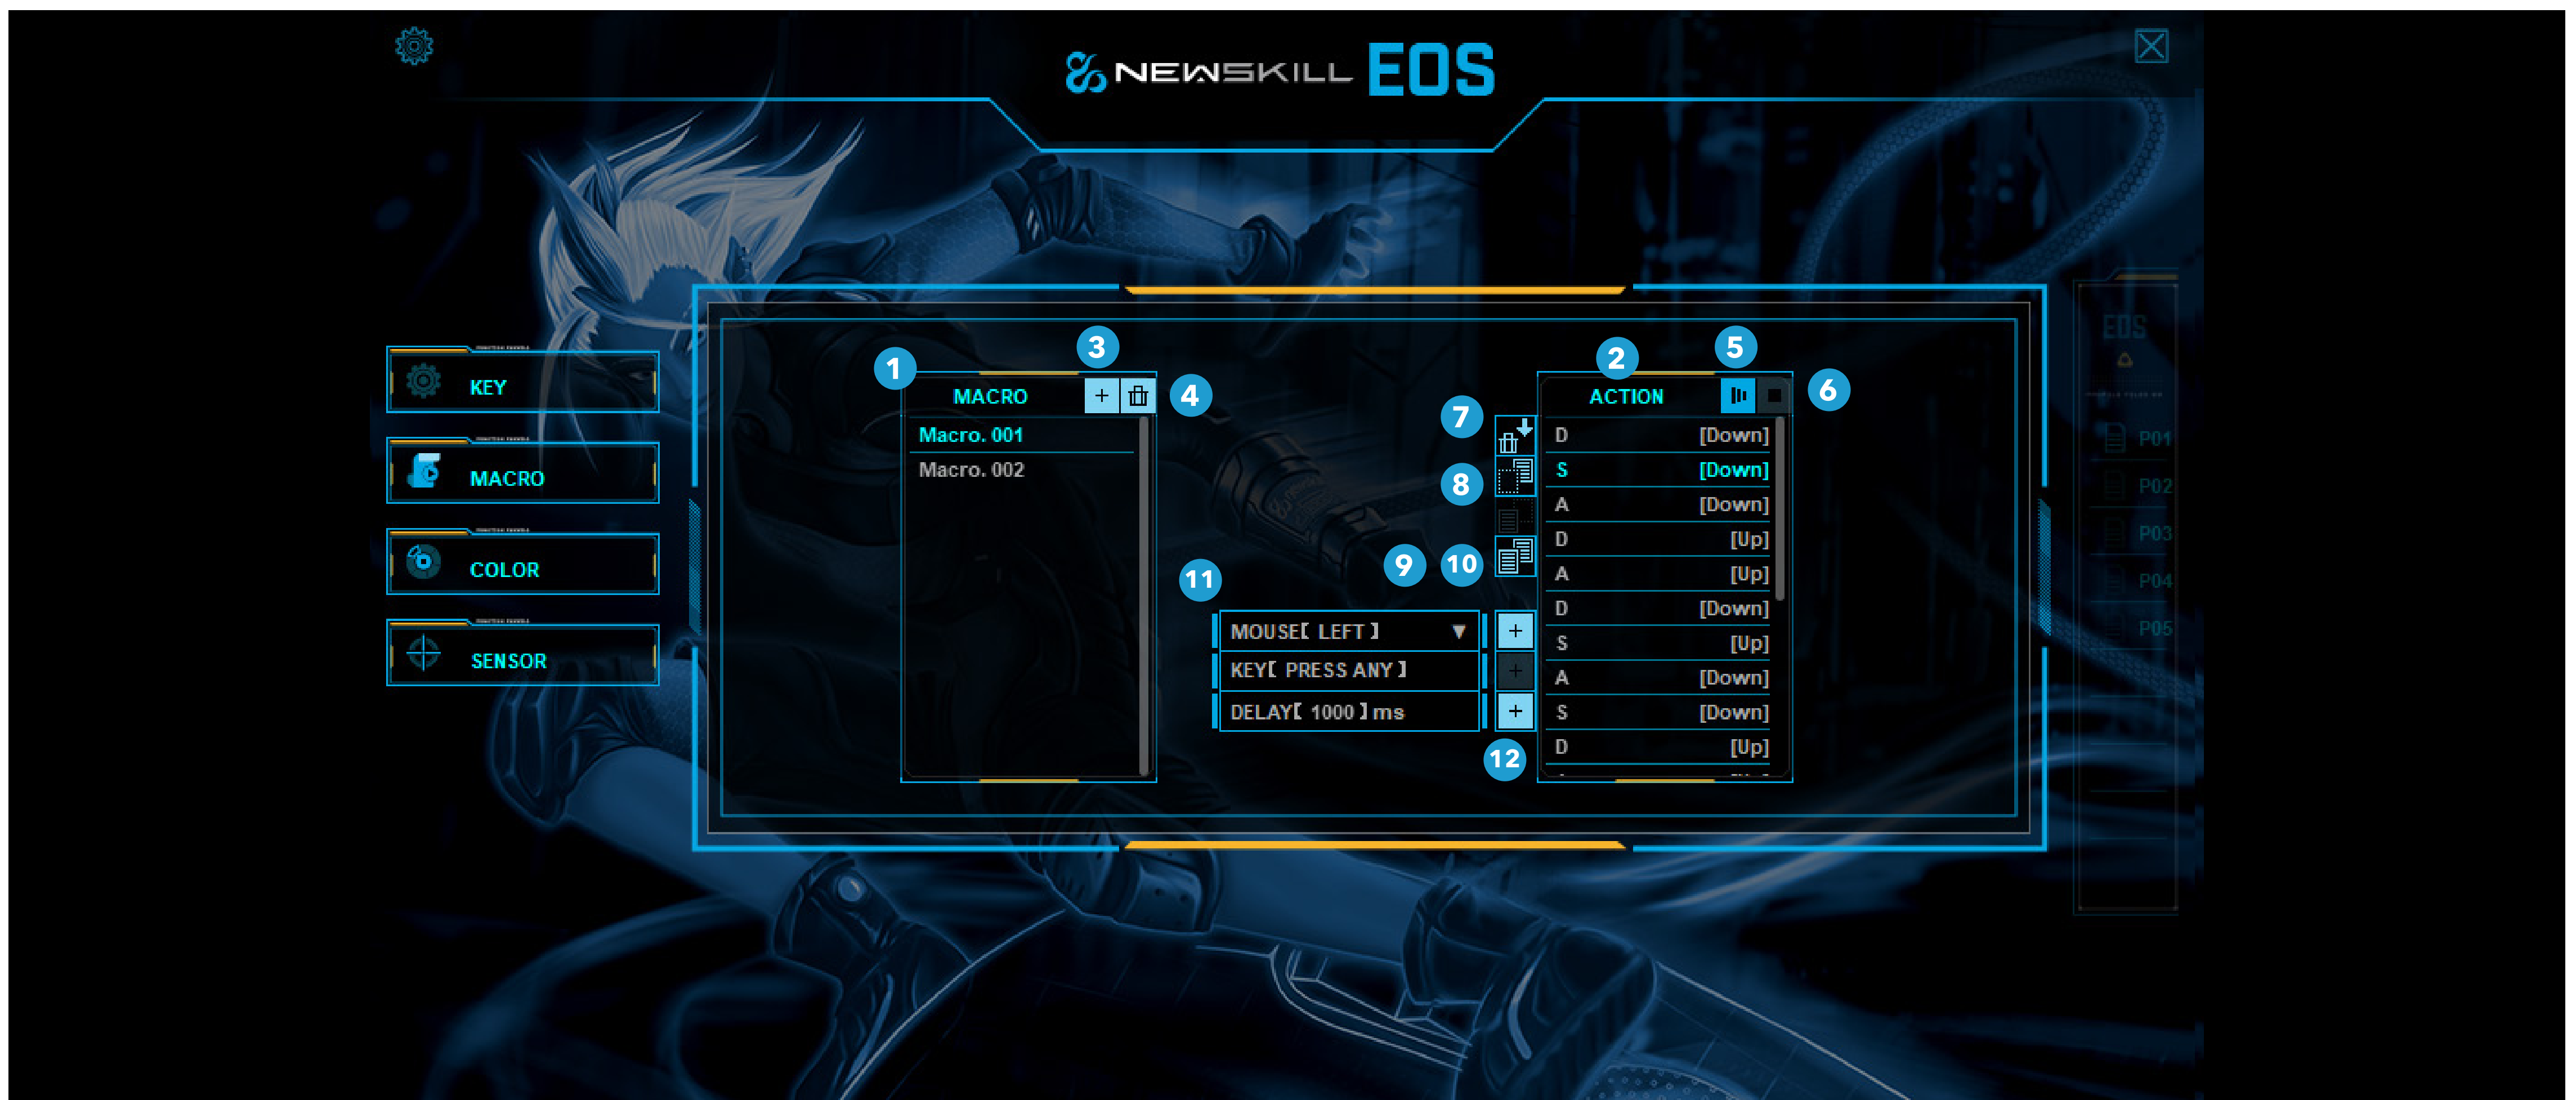 NEWSKILL EOS
KEY
MACRO
COLOR
SENSOR
1
3
4
MACRO
+
Macro. 001
Macro. 002
2
5
6
ACTION
7
8
9
10
D [Down]
S [Down]
A [Down]
D [Up]
A [Up]
D [Down]
S [Up]
A [Down]
S [Down]
D [Up]
11
MOUSE【 LEFT 】 ▼ +
KEY【 PRESS ANY 】 +
DELAY【 1000 】ms +
12
EOS
P01
P02
P03
P04
P05